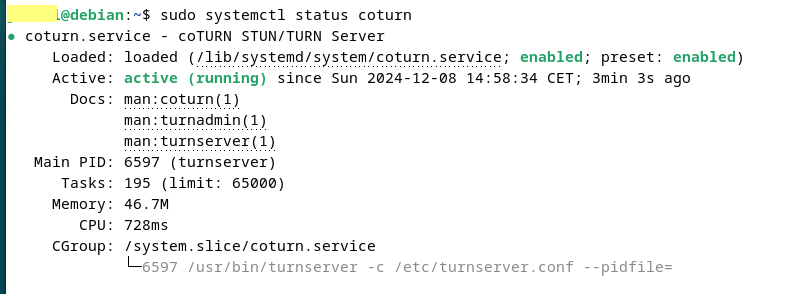 i@debian:~$ sudo systemctl status coturn
● coturn.service - coTURN STUN/TURN Server
Loaded: loaded (/lib/systemd/system/coturn.service; enabled; preset: enabled)
Active: active (running) since Sun 2024-12-08 14:58:34 CET; 3min 3s ago
Docs: man:coturn(1)
man:turnadmin(1)
man:turnserver(1)
Main PID: 6597 (turnserver)
Tasks: 195 (limit: 65000)
Memory: 46.7M
CPU: 728ms
CGroup: /system.slice/coturn.service
└─6597 /usr/bin/turnserver -c /etc/turnserver.conf --pidfile=